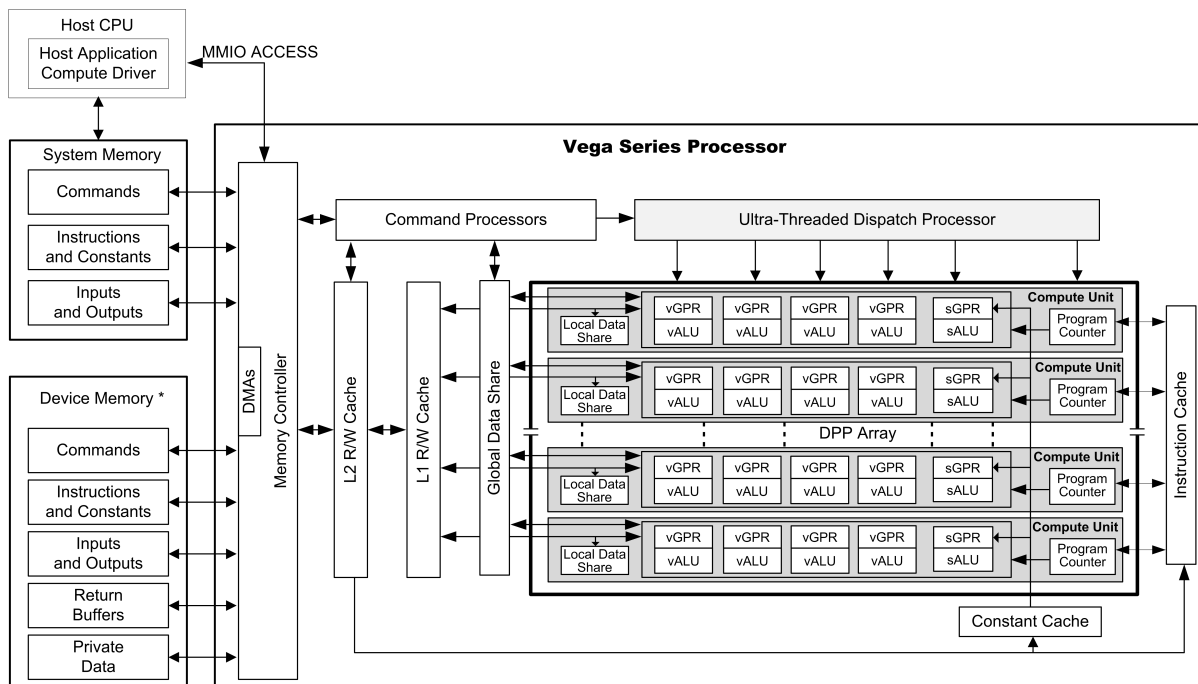 Host CPU
Host Application
Compute Driver
MMIO ACCESS
System Memory
Commands
Instructions
and Constants
Inputs
and Outputs
Device Memory *
Commands
Instructions
and Constants
Inputs
and Outputs
Return
Buffers
Private
Data
Vega Series Processor
DMAs
Memory Controller
Command Processors
Ultra-Threaded Dispatch Processor
L2 R/W Cache
L1 R/W Cache
Global Data Share
Compute Unit
Local Data
Share
vGPR vGPR vGPR vGPR sGPR
vALU vALU vALU vALU sALU
Program
Counter
Compute Unit
Local Data
Share
vGPR vGPR vGPR vGPR sGPR
vALU vALU vALU vALU sALU
Program
Counter
DPP Array
Compute Unit
Local Data
Share
vGPR vGPR vGPR vGPR sGPR
vALU vALU vALU vALU sALU
Program
Counter
Compute Unit
Local Data
Share
vGPR vGPR vGPR vGPR sGPR
vALU vALU vALU vALU sALU
Program
Counter
Instruction Cache
Constant Cache